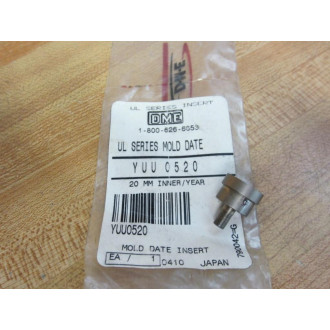 UL SERIES INSERT
DME
1-800-626-6653
UL SERIES MOLD DATE
YUU 0520
20 MM INNER/YEAR
YUU0520
MOLD DATE INSERT
EA / 1
0410 JAPAN
DME